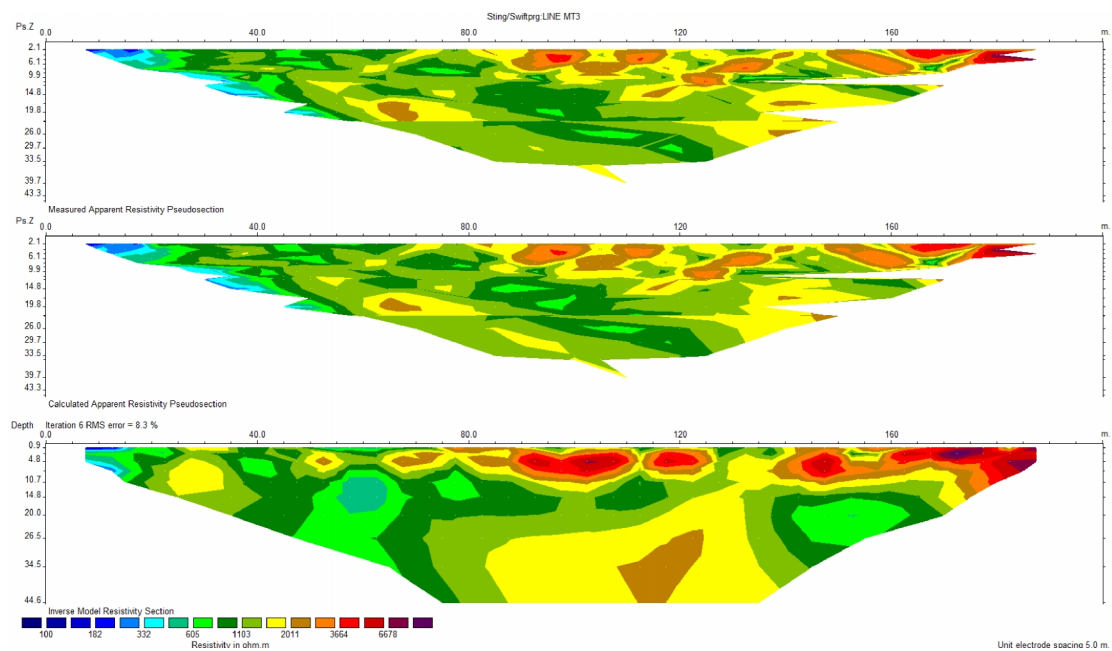 Sting/Swiftprg:LINE MT3
Ps.Z
0.0 40.0 80.0 120 160 m.
2.1
6.1
9.9
14.8
19.8
26.0
29.7
33.5
39.7
43.3
Measured Apparent Resistivity Pseudosection
Ps.Z
0.0 40.0 80.0 120 160 m.
2.1
6.1
9.9
14.8
19.8
26.0
29.7
33.5
39.7
43.3
Calculated Apparent Resistivity Pseudosection
Depth Iteration 6 RMS error = 8.3 %
0.0 40.0 80.0 120 160 m.
0.9
4.8
10.7
14.8
20.0
26.5
34.5
44.6
Inverse Model Resistivity Section
100 182 332 605 1103 2011 3664 6678
Resistivity in ohm.m
Unit electrode spacing 5.0 m.